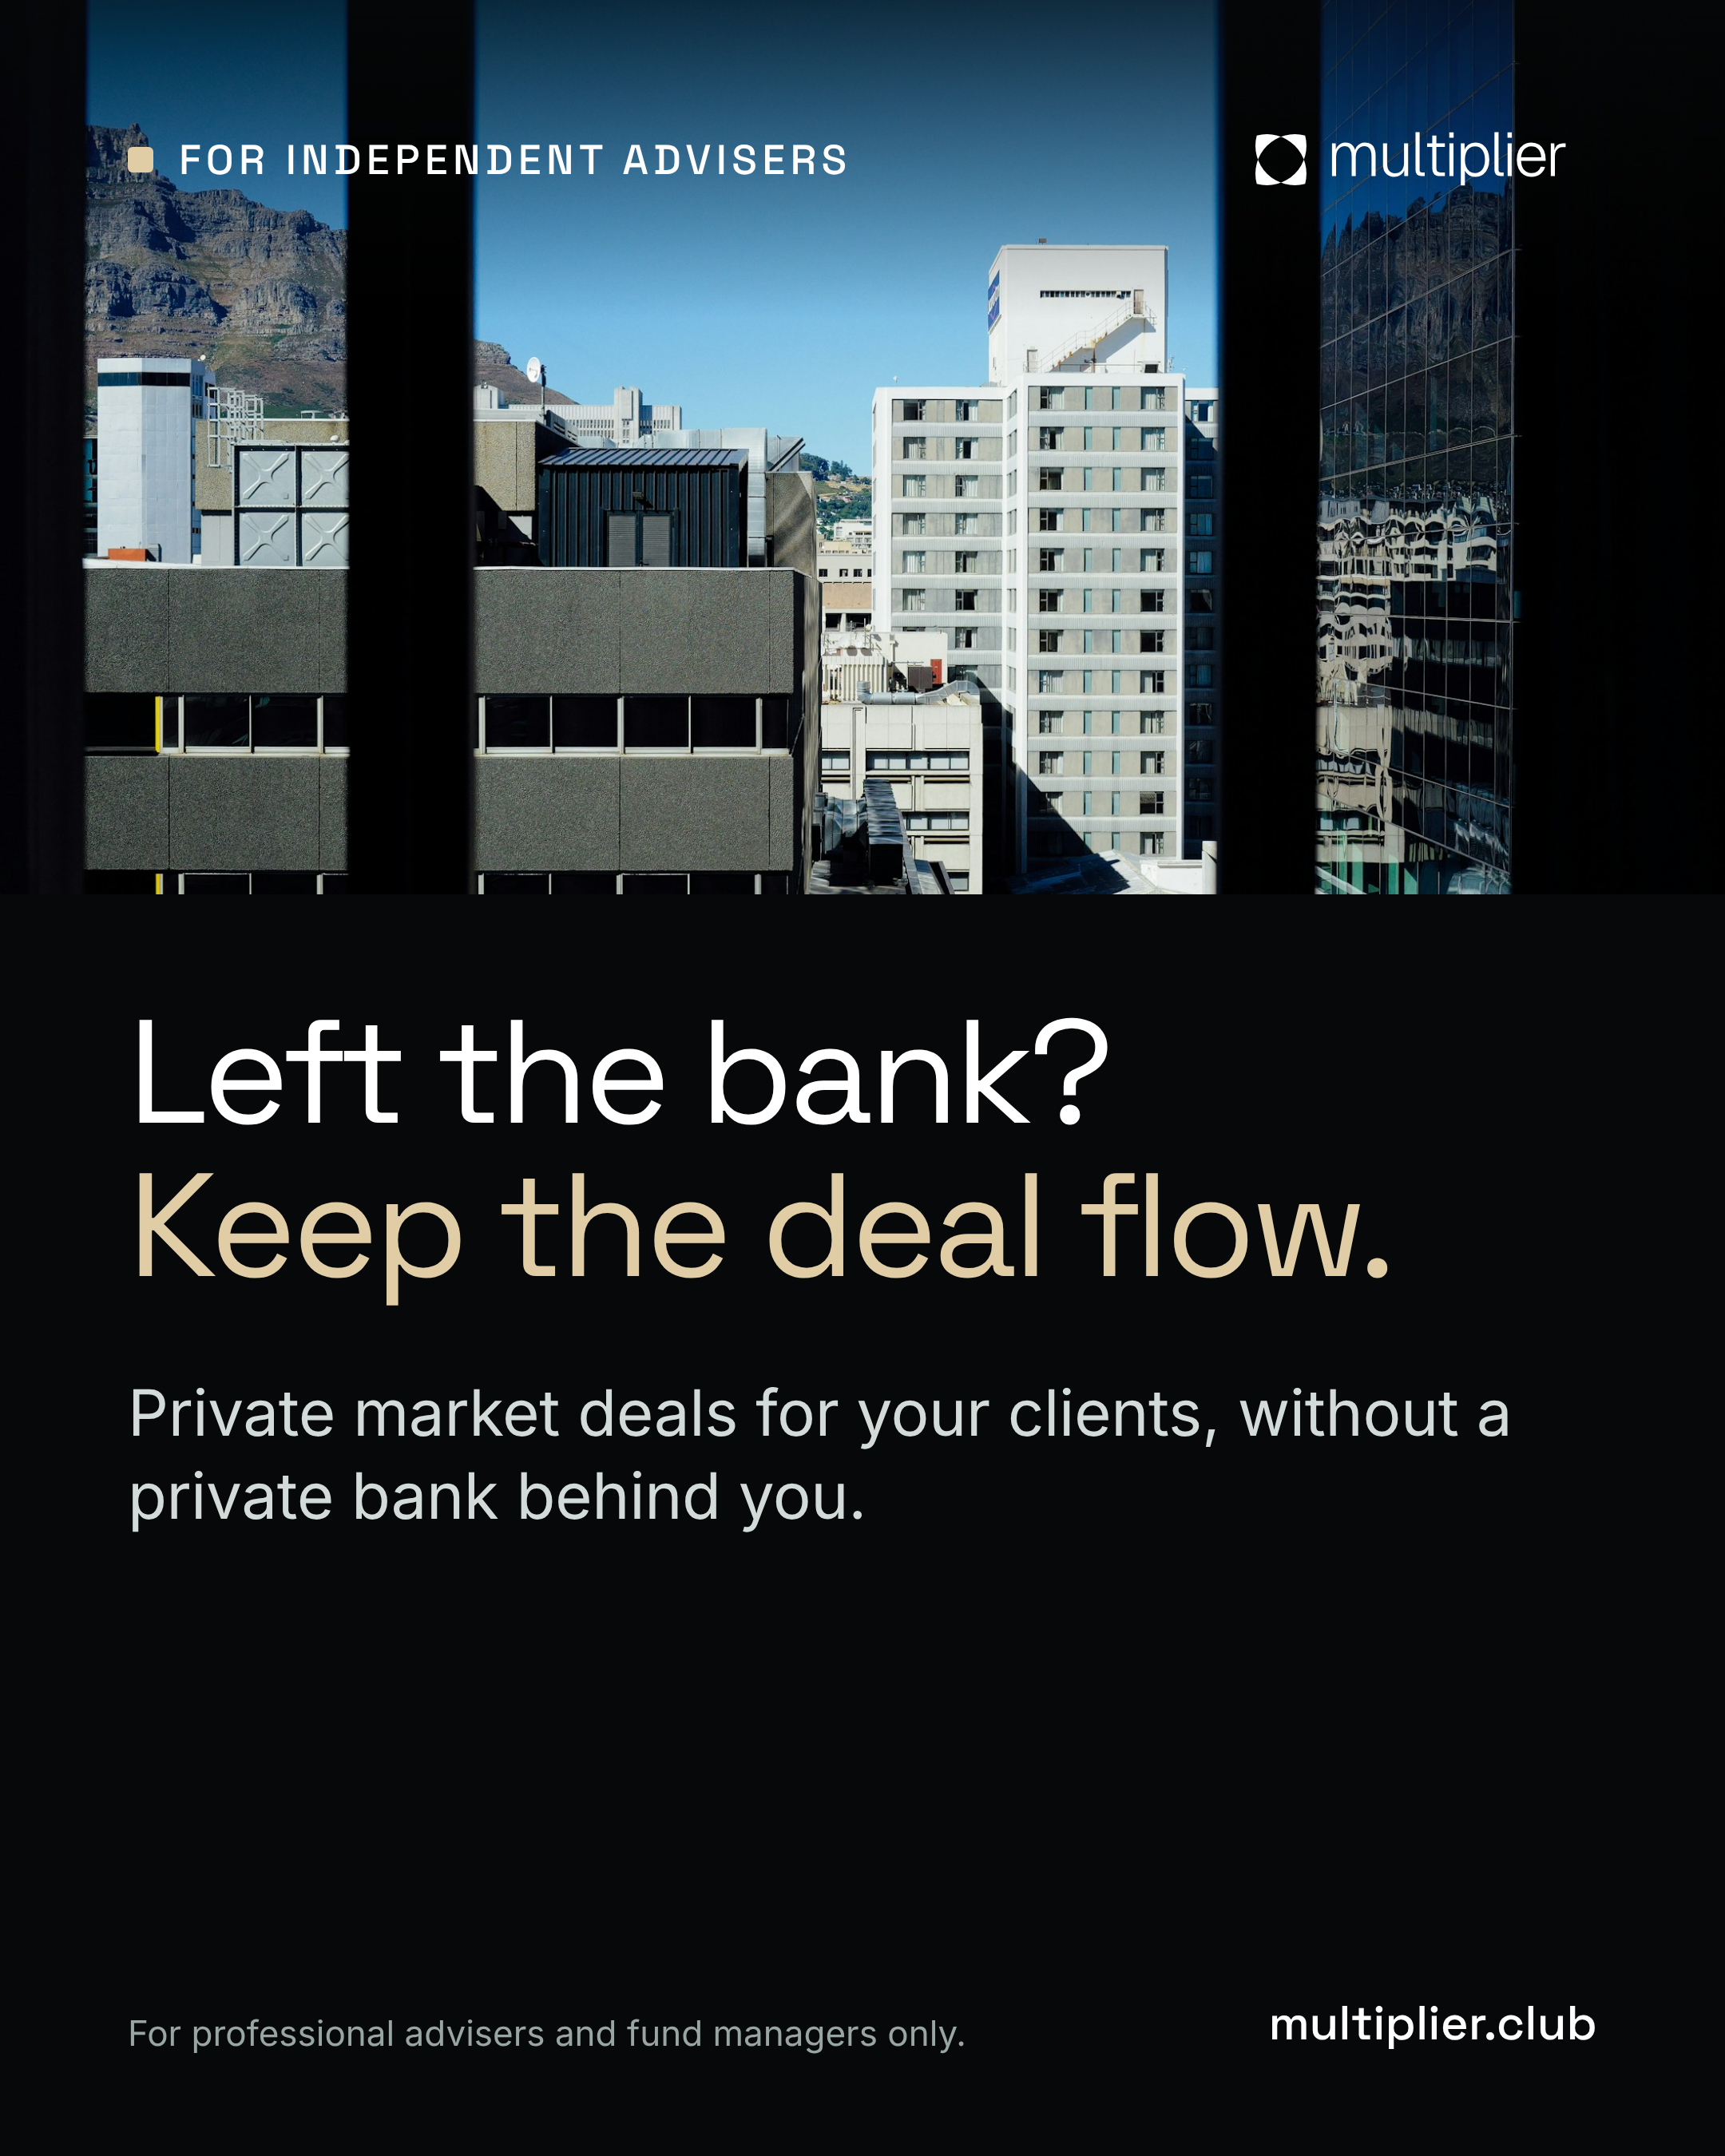 FOR INDEPENDENT ADVISERS
multiplier
Left the bank?
Keep the deal flow.
Private market deals for your clients, without a
private bank behind you.
For professional advisers and fund managers only.
multiplier.club